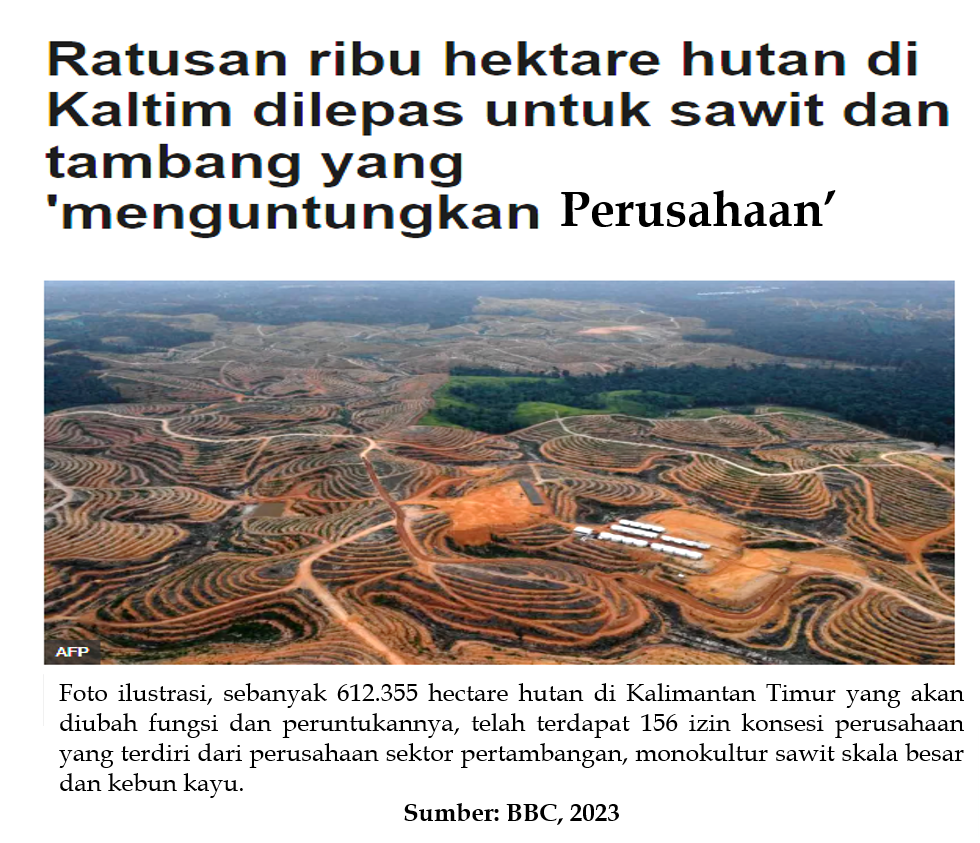 Ratusan ribu hektare hutan di
Kaltim dilepas untuk sawit dan
tambang yang
'menguntungkan Perusahaan’
AFP
Foto ilustrasi, sebanyak 612.355 hectare hutan di Kalimantan Timur yang akan
diubah fungsi dan peruntukannya, telah terdapat 156 izin konsesi perusahaan
yang terdiri dari perusahaan sektor pertambangan, monokultur sawit skala besar
dan kebun kayu.
Sumber: BBC, 2023